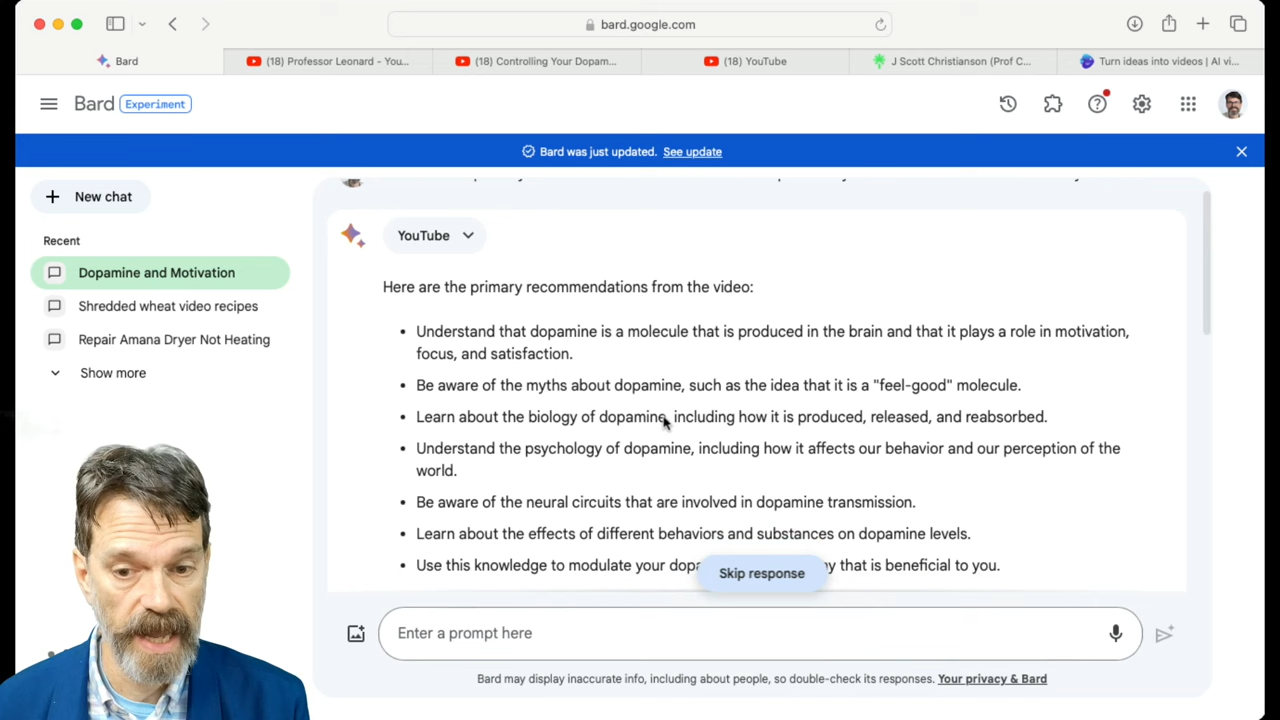 bard.google.com
Bard
(18) Professor Leonard - You...
(18) Controlling Your Dopam...
(18) YouTube
J Scott Christianson (Prof C...
Turn ideas into videos | AI vi...
Bard Experiment
Bard was just updated. See update
New chat
Recent
Dopamine and Motivation
Shredded wheat video recipes
Repair Amana Dryer Not Heating
Show more
YouTube
Here are the primary recommendations from the video:
• Understand that dopamine is a molecule that is produced in the brain and that it plays a role in motivation,
focus, and satisfaction.
• Be aware of the myths about dopamine, such as the idea that it is a "feel-good" molecule.
• Learn about the biology of dopamine, including how it is produced, released, and reabsorbed.
• Understand the psychology of dopamine, including how it affects our behavior and our perception of the
world.
• Be aware of the neural circuits that are involved in dopamine transmission.
• Learn about the effects of different behaviors and substances on dopamine levels.
• Use this knowledge to modulate your dopa y that is beneficial to you.
Skip response
Enter a prompt here
Bard may display inaccurate info, including about people, so double-check its responses. Your privacy & Bard